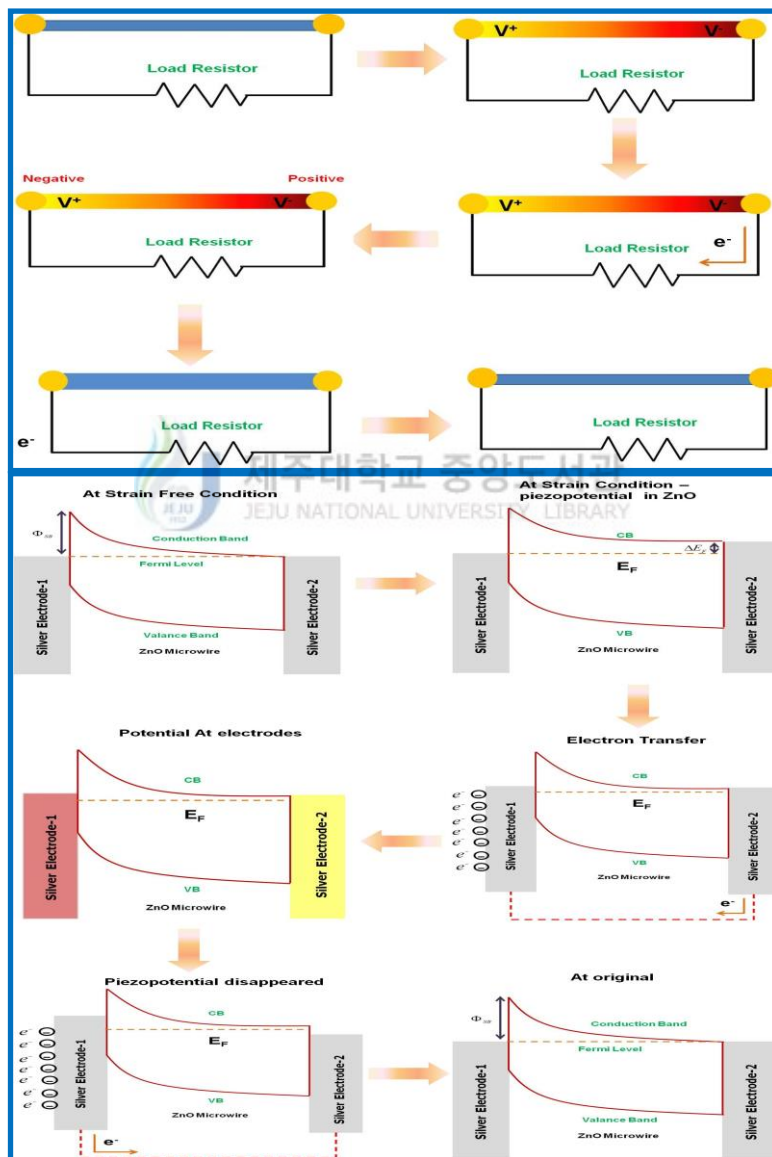 Load Resistor
V⁺ V⁻
Load Resistor
Negative Positive
V⁺ V⁻
Load Resistor
V⁺ V⁻
e⁻
Load Resistor
e⁻
Load Resistor
Load Resistor
제주대학교 중앙도서관
JEJU NATIONAL UNIVERSITY LIBRARY
JEJU
1952
At Strain Free Condition
Conduction Band
Fermi Level
Valance Band
ZnO Microwire
Silver Electrode-1
Silver Electrode-2
At Strain Condition –
piezopotential in ZnO
CB
E_F
VB
ZnO Microwire
Silver Electrode-1
Silver Electrode-2
Potential At electrodes
CB
E_F
VB
ZnO Microwire
Silver Electrode-1
Silver Electrode-2
Electron Transfer
CB
E_F
VB
ZnO Microwire
e⁻
e⁻
e⁻
e⁻
e⁻
e⁻
e⁻
Silver Electrode-1
Silver Electrode-2
e⁻
Piezopotential disappeared
CB
E_F
VB
ZnO Microwire
e⁻
e⁻
e⁻
e⁻
e⁻
e⁻
e⁻
Silver Electrode-1
Silver Electrode-2
e⁻
At original
Conduction Band
Fermi Level
Valance Band
ZnO Microwire
Silver Electrode-1
Silver Electrode-2